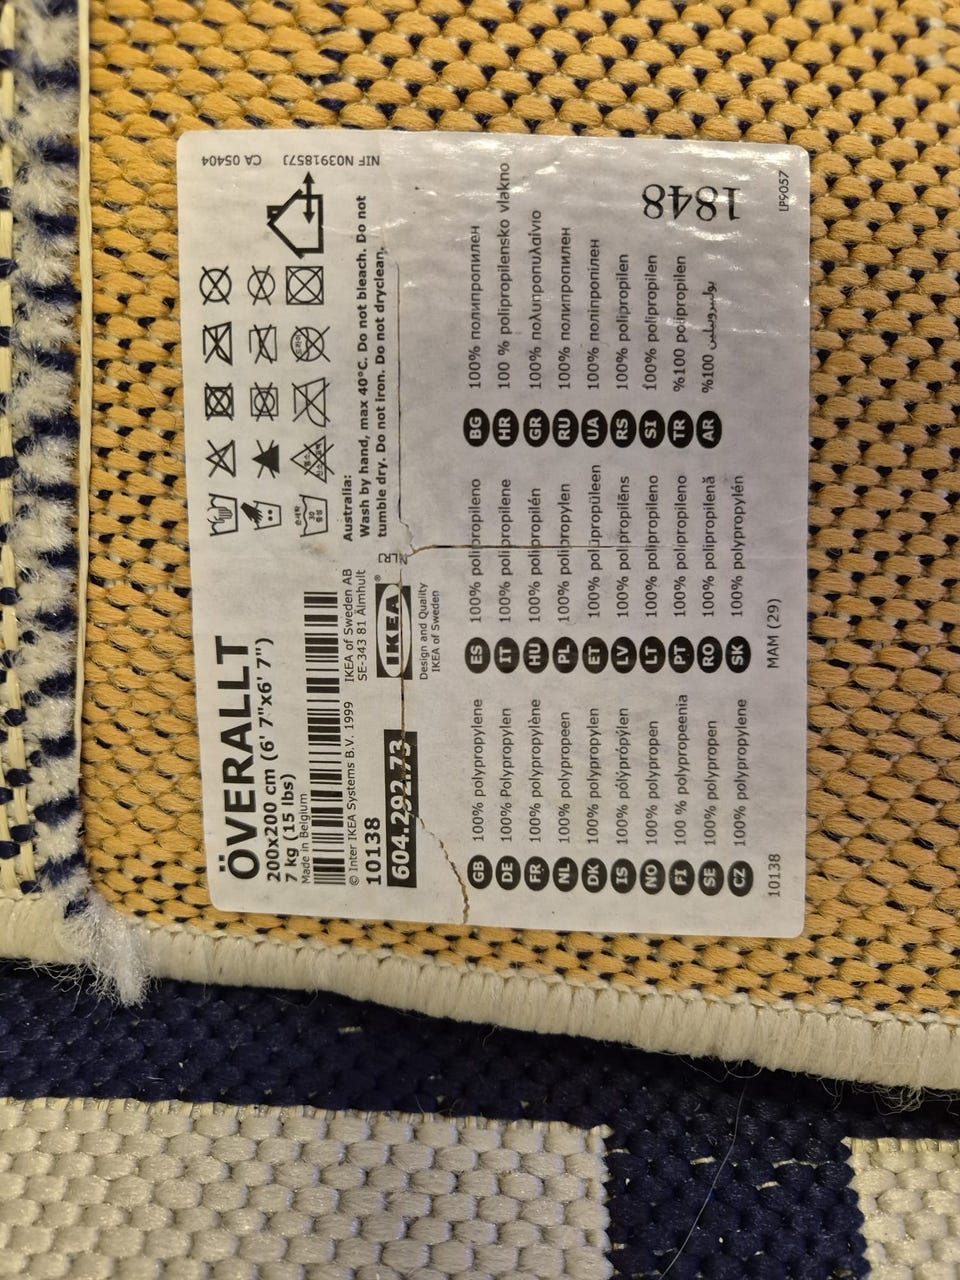 ÖVERALLT
200x200 cm (6' 7"x6' 7")
7 kg (15 lbs)
Made in Belgium
© Inter IKEA Systems B.V. 1999
IKEA of Sweden AB
SE-343 81 Älmhult
10138
604.292.73
IKEA®
Design and Quality
IKEA of Sweden
Australia:
Wash by hand, max 40°C. Do not bleach. Do not
tumble dry. Do not iron. Do not dryclean.
CA 05404
NIF N0391857J
GB 100% polypropylene
DE 100% Polypropylen
FR 100% polypropylène
NL 100% polypropeen
DK 100% polypropylen
IS 100% pólýprópýlen
NO 100% polypropen
FI 100 % polypropeenia
SE 100% polypropen
CZ 100% polypropylene
ES 100% polipropileno
IT 100% polipropilene
HU 100% polipropilén
PL 100% polipropylen
ET 100% polüpropüleen
LV 100% polipropilēns
LT 100% polipropileno
PT 100% polipropileno
RO 100% polipropilenă
SK 100% polypropylén
BG 100% полипропилен
HR 100 % polipropilensko vlakno
GR 100% πολυπροπυλαίνιο
RU 100% полипропилен
UA 100% поліпропілен
RS 100% polipropilen
SI 100% polipropilen
TR %100 polipropilen
AR %100 بوليبروبيلين
10138
MAM (29)
1848
LP9057